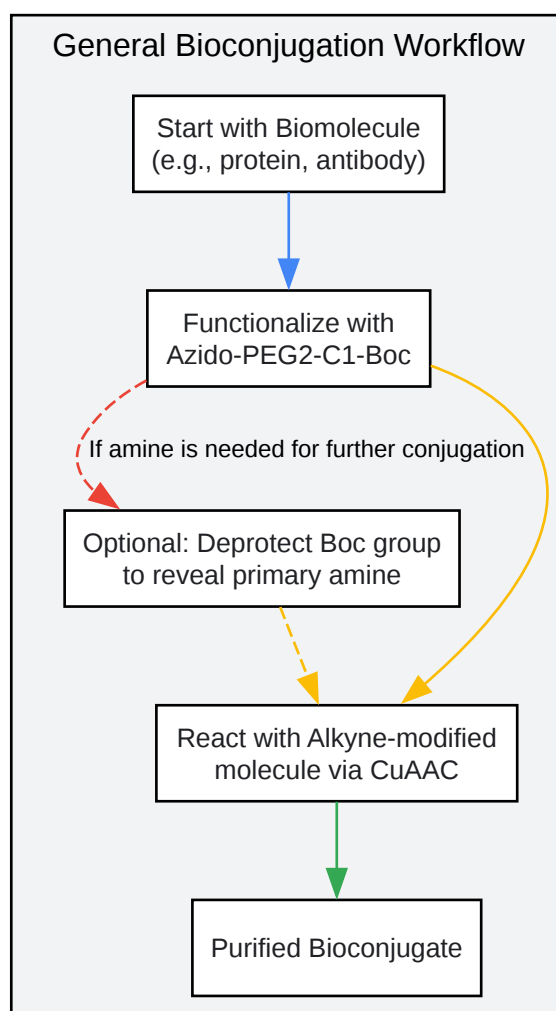 General Bioconjugation Workflow
Start with Biomolecule
(e.g., protein, antibody)
Functionalize with
Azido-PEG2-C1-Boc
If amine is needed for further conjugation
Optional: Deprotect Boc group
to reveal primary amine
React with Alkyne-modified
molecule via CuAAC
Purified Bioconjugate